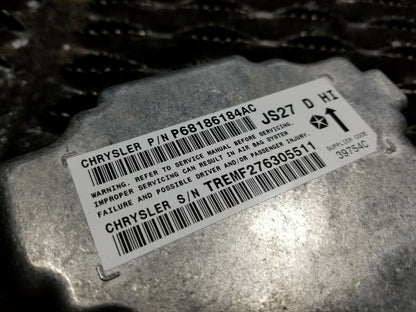 CHRYSLER P/N P68186184AC JS27 D HI
WARNING. REFER TO SERVICE MANUAL BEFORE SERVICING.
IMPROPER SERVICING CAN RESULT IN AIR BAG SYSTEM
FAILURE AND POSSIBLE DRIVER AND/OR PASSENGER INJURY.
CHRYSLER S/N TREMF276305511
SUPPLIER CODE
39754C